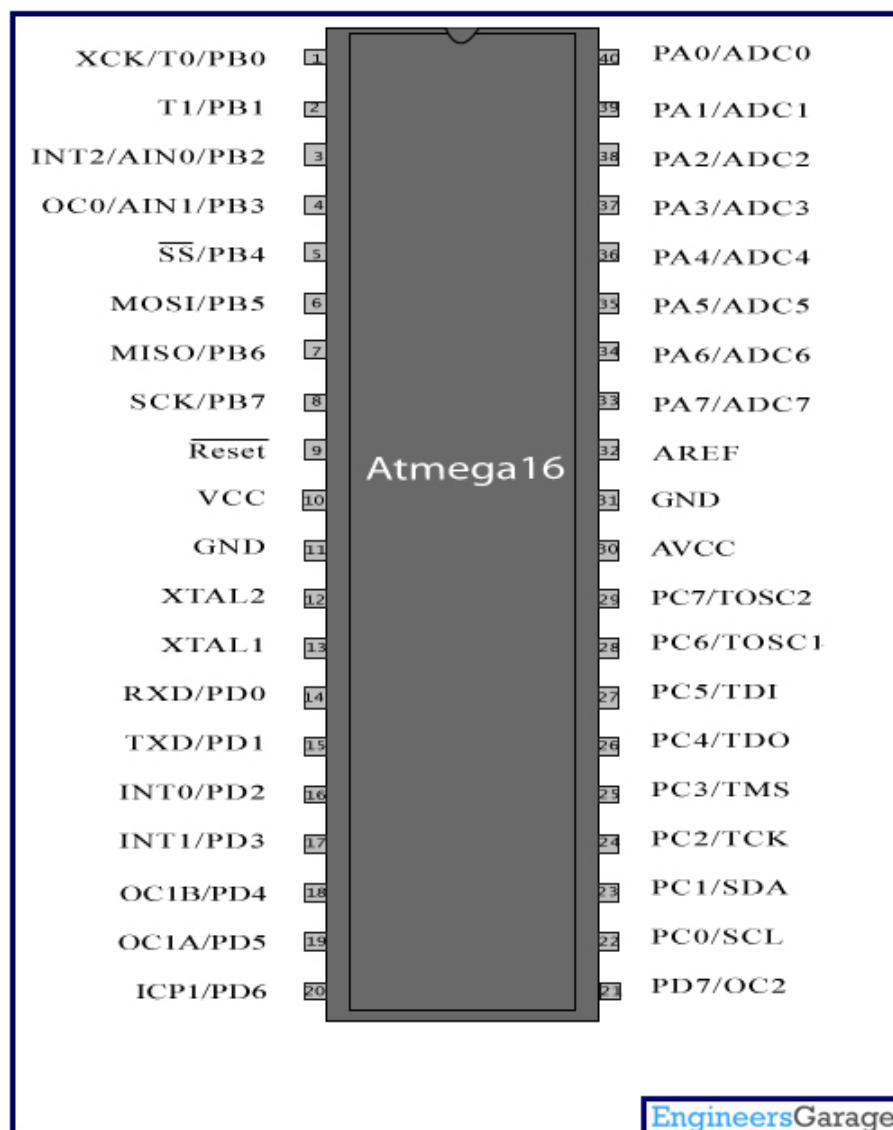 XCK/T0/PB0 1 40 PA0/ADC0
T1/PB1 2 39 PA1/ADC1
INT2/AIN0/PB2 3 38 PA2/ADC2
OC0/AIN1/PB3 4 37 PA3/ADC3
S̅S̅/PB4 5 36 PA4/ADC4
MOSI/PB5 6 35 PA5/ADC5
MISO/PB6 7 34 PA6/ADC6
SCK/PB7 8 33 PA7/ADC7
R̅e̅s̅e̅t̅ 9 32 AREF
Atmega16
VCC 10 31 GND
GND 11 30 AVCC
XTAL2 12 29 PC7/TOSC2
XTAL1 13 28 PC6/TOSC1
RXD/PD0 14 27 PC5/TDI
TXD/PD1 15 26 PC4/TDO
INT0/PD2 16 25 PC3/TMS
INT1/PD3 17 24 PC2/TCK
OC1B/PD4 18 23 PC1/SDA
OC1A/PD5 19 22 PC0/SCL
ICP1/PD6 20 21 PD7/OC2
EngineersGarage